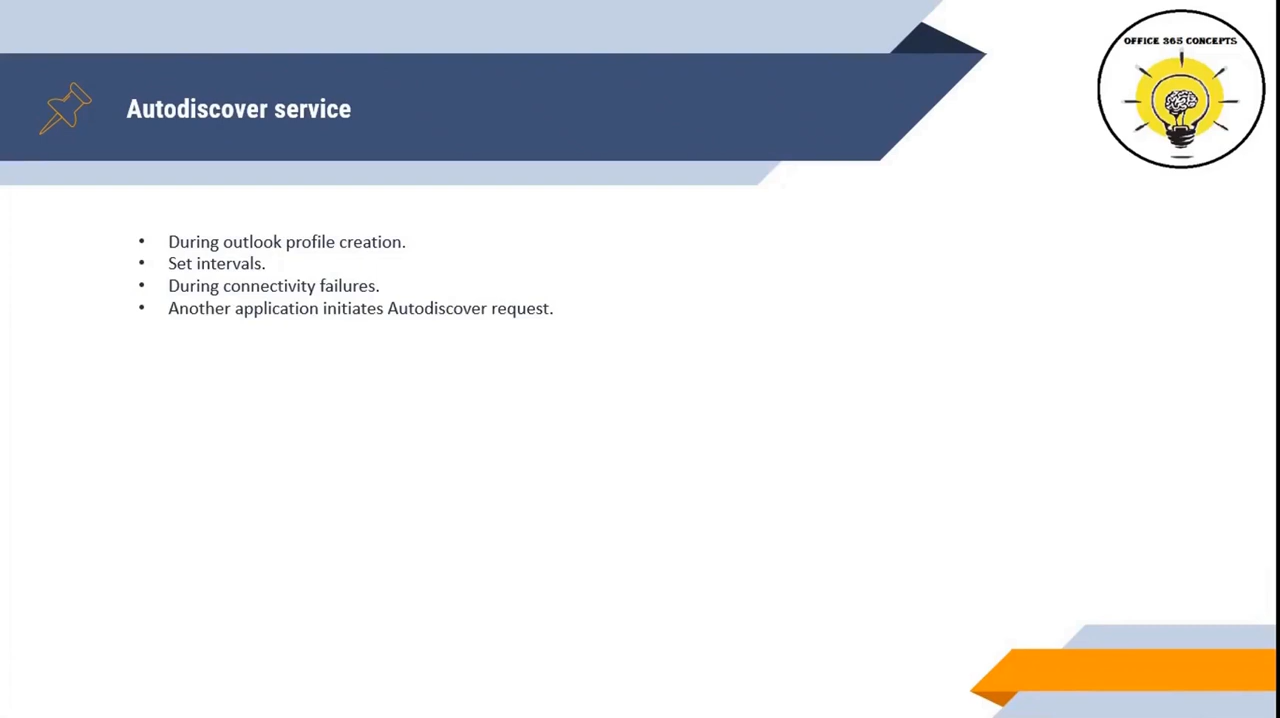 OFFICE 365 CONCEPTS
Autodiscover service
• During outlook profile creation.
• Set intervals.
• During connectivity failures.
• Another application initiates Autodiscover request.